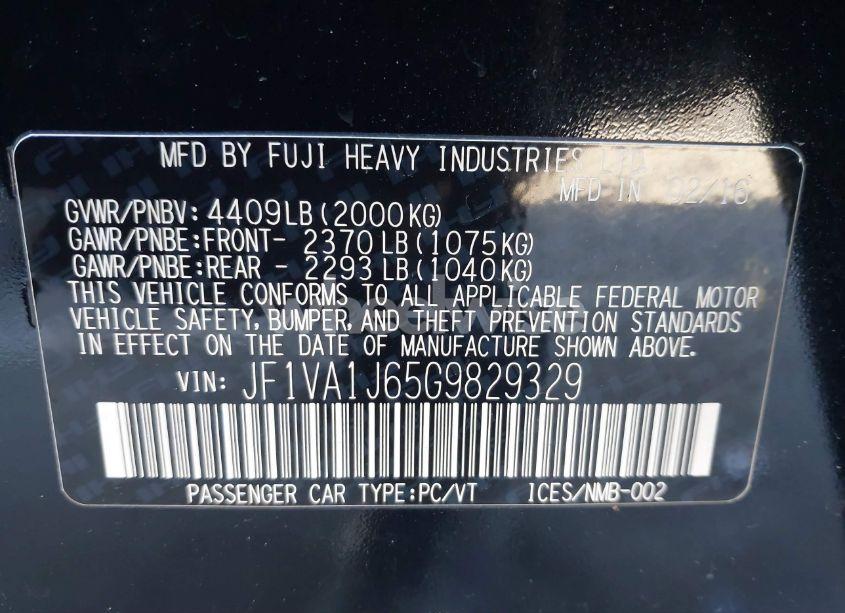 MFD BY FUJI HEAVY INDUSTRIES LTD.
MFD IN 02/16
GVWR/PNBV: 4409LB(2000KG)
GAWR/PNBE:FRONT- 2370LB(1075KG)
GAWR/PNBE:REAR - 2293LB(1040KG)
THIS VEHICLE CONFORMS TO ALL APPLICABLE FEDERAL MOTOR
VEHICLE SAFETY, BUMPER, AND THEFT PREVENTION STANDARDS
IN EFFECT ON THE DATE OF MANUFACTURE SHOWN ABOVE.
VIN: JF1VA1J65G9829329
PASSENGER CAR TYPE:PC/VT ICES/NMB-002